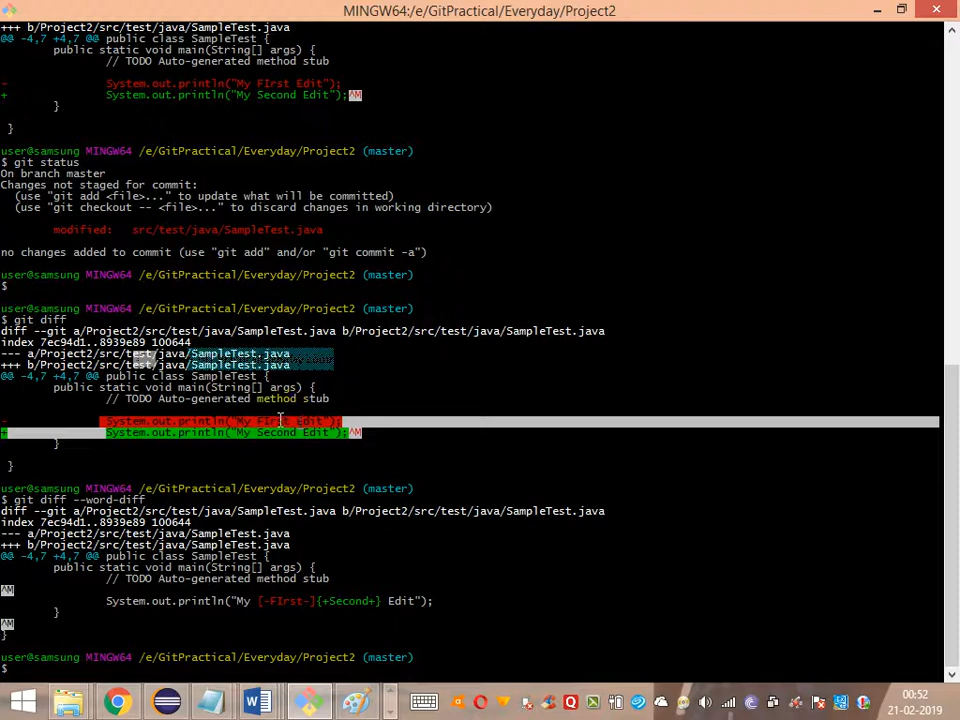 MINGW64:/e/GitPractical/Everyday/Project2
+++ b/Project2/src/test/java/SampleTest.java
@@ -4,7 +4,7 @@ public class SampleTest {
public static void main(String[] args) {
// TODO Auto-generated method stub
- System.out.println("My FIrst Edit");
+ System.out.println("My Second Edit");^M
}
}
user@samsung MINGW64 /e/GitPractical/Everyday/Project2 (master)
$ git status
On branch master
Changes not staged for commit:
(use "git add <file>..." to update what will be committed)
(use "git checkout -- <file>..." to discard changes in working directory)
modified: src/test/java/SampleTest.java
no changes added to commit (use "git add" and/or "git commit -a")
user@samsung MINGW64 /e/GitPractical/Everyday/Project2 (master)
$
user@samsung MINGW64 /e/GitPractical/Everyday/Project2 (master)
$ git diff
diff --git a/Project2/src/test/java/SampleTest.java b/Project2/src/test/java/SampleTest.java
index 7ec94d1..8939e89 100644
--- a/Project2/src/test/java/SampleTest.java
+++ b/Project2/src/test/java/SampleTest.java
@@ -4,7 +4,7 @@ public class SampleTest {
public static void main(String[] args) {
// TODO Auto-generated method stub
- System.out.println("My FIrst Edit");
+ System.out.println("My Second Edit");^M
}
}
user@samsung MINGW64 /e/GitPractical/Everyday/Project2 (master)
$ git diff --word-diff
diff --git a/Project2/src/test/java/SampleTest.java b/Project2/src/test/java/SampleTest.java
index 7ec94d1..8939e89 100644
--- a/Project2/src/test/java/SampleTest.java
+++ b/Project2/src/test/java/SampleTest.java
@@ -4,7 +4,7 @@ public class SampleTest {
public static void main(String[] args) {
// TODO Auto-generated method stub
^M
System.out.println("My [-FIrst-]{+Second+} Edit");
}
^M
}
user@samsung MINGW64 /e/GitPractical/Everyday/Project2 (master)
$
00:52
21-02-2019